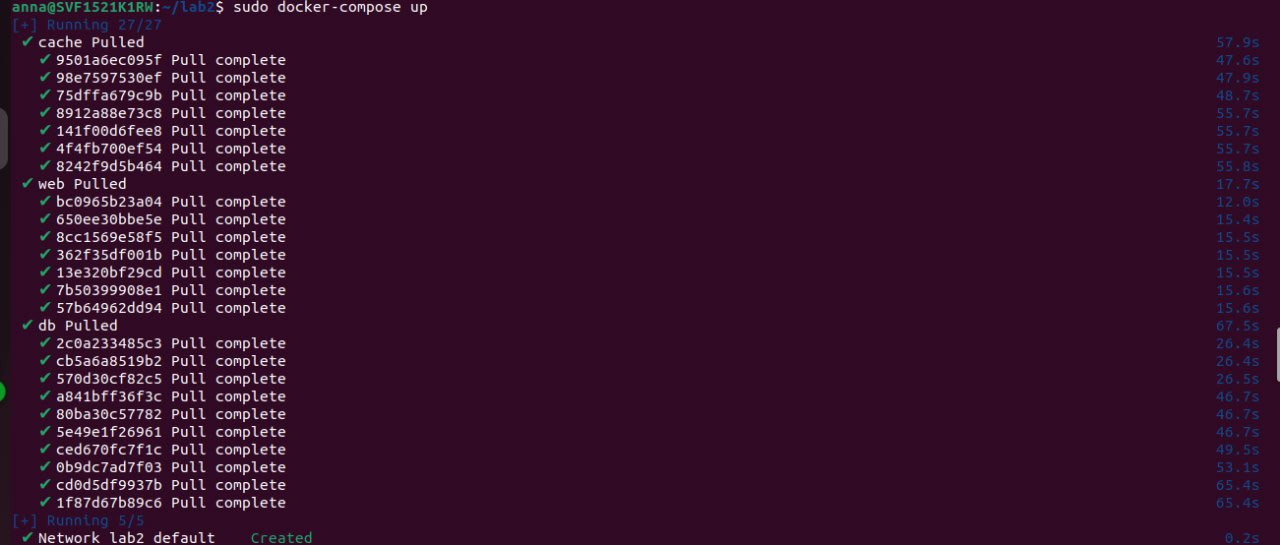 anna@SVF1521K1RW:~/lab2$ sudo docker-compose up
[+] Running 27/27
✔ cache Pulled 57.9s
✔ 9501a6ec095f Pull complete 47.6s
✔ 98e7597530ef Pull complete 47.9s
✔ 75dffa679c9b Pull complete 48.7s
✔ 8912a88e73c8 Pull complete 55.7s
✔ 141f00d6fee8 Pull complete 55.7s
✔ 4f4fb700ef54 Pull complete 55.7s
✔ 8242f9d5b464 Pull complete 55.8s
✔ web Pulled 17.7s
✔ bc0965b23a04 Pull complete 12.0s
✔ 650ee30bbe5e Pull complete 15.4s
✔ 8cc1569e58f5 Pull complete 15.5s
✔ 362f35df001b Pull complete 15.5s
✔ 13e320bf29cd Pull complete 15.5s
✔ 7b50399908e1 Pull complete 15.6s
✔ 57b64962dd94 Pull complete 15.6s
✔ db Pulled 67.5s
✔ 2c0a233485c3 Pull complete 26.4s
✔ cb5a6a8519b2 Pull complete 26.4s
✔ 570d30cf82c5 Pull complete 26.5s
✔ a841bff36f3c Pull complete 46.7s
✔ 80ba30c57782 Pull complete 46.7s
✔ 5e49e1f26961 Pull complete 46.7s
✔ ced670fc7f1c Pull complete 49.5s
✔ 0b9dc7ad7f03 Pull complete 53.1s
✔ cd0d5df9937b Pull complete 65.4s
✔ 1f87d67b89c6 Pull complete 65.4s
[+] Running 5/5
✔ Network lab2_default Created 0.2s